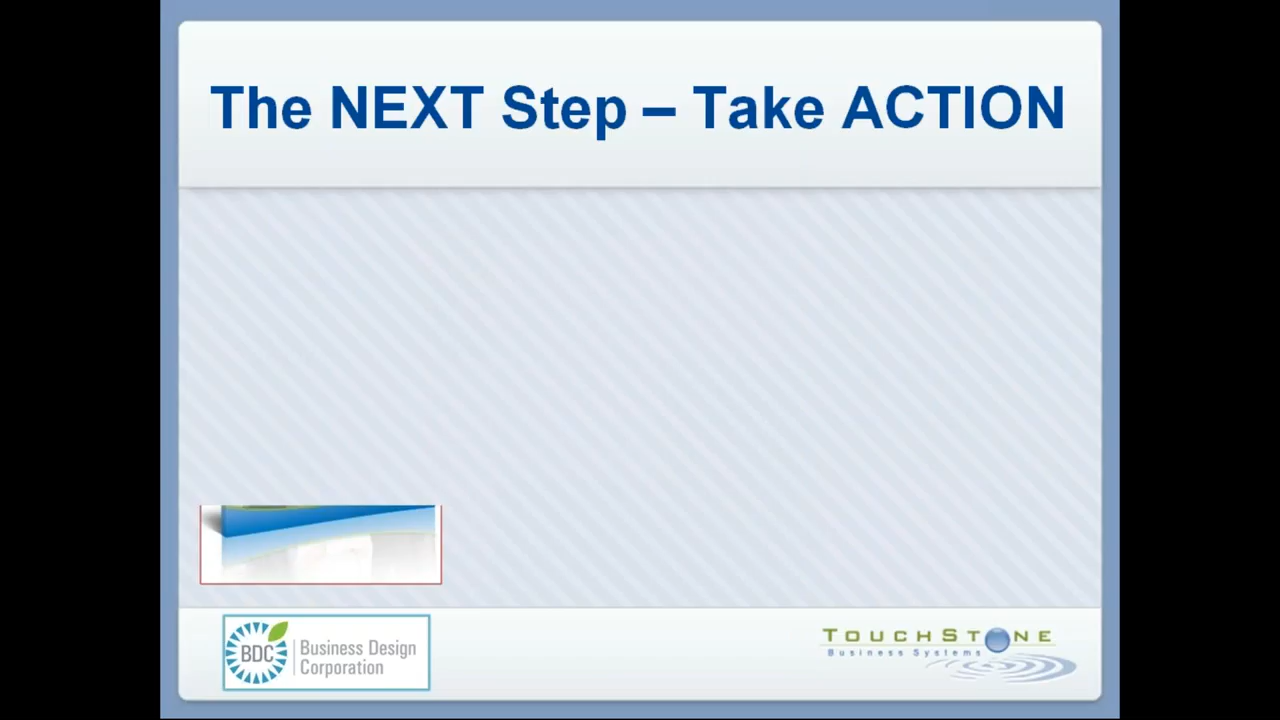 The NEXT Step – Take ACTION
BDC
Business Design
Corporation
TOUCHSTONE
Business Systems